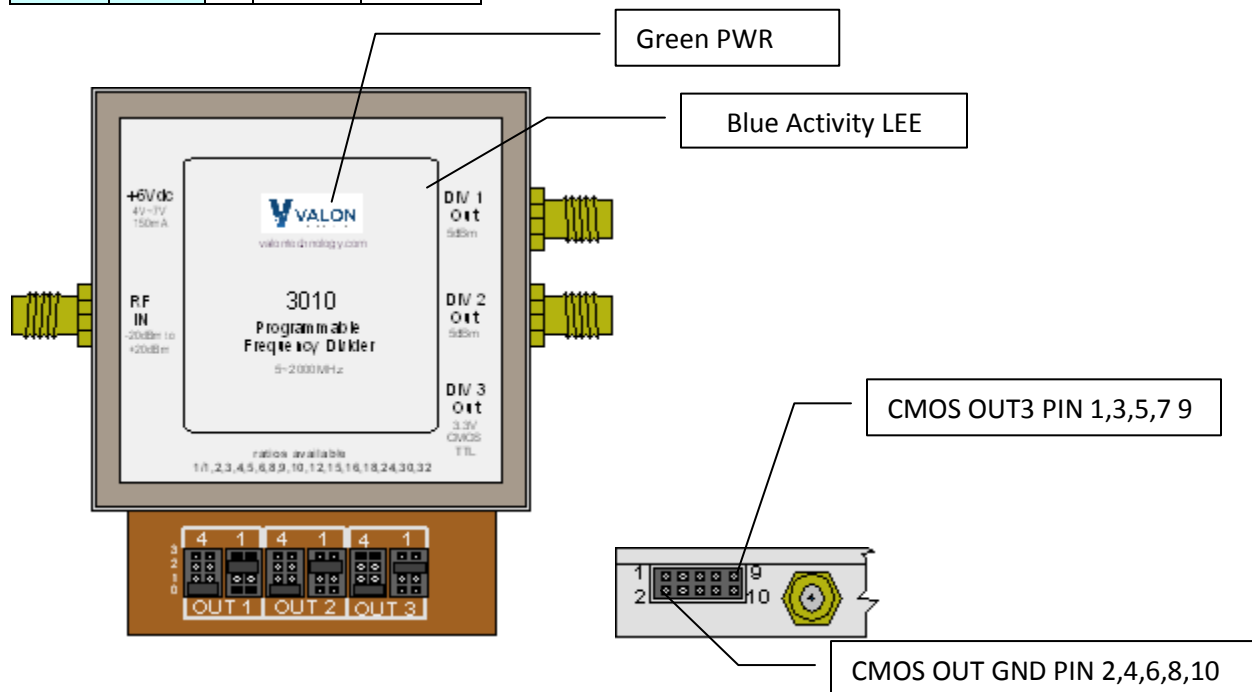 Green PWR
Blue Activity LEE
+6Vdc
4V~7V
150mA
VALON
valontechnology.com
DIV 1
Out
5dBm
RF
IN
-20dBm to
+20dBm
3010
Programmable
Frequency Divider
5~2000MHz
DIV 2
Out
5dBm
DIV 3
Out
3.3V
CMOS
TTL
ratios available
1/1,2,3,4,5,6,8,9,10,12,15,16,18,24,30,32
CMOS OUT3 PIN 1,3,5,7 9
4 1 4 1 4 1
3
2
1
0
OUT 1 OUT 2 OUT 3
1 9
2 10
CMOS OUT GND PIN 2,4,6,8,10